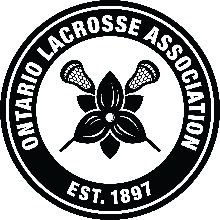 ONTARIO LACROSSE ASSOCIATION
EST. 1897